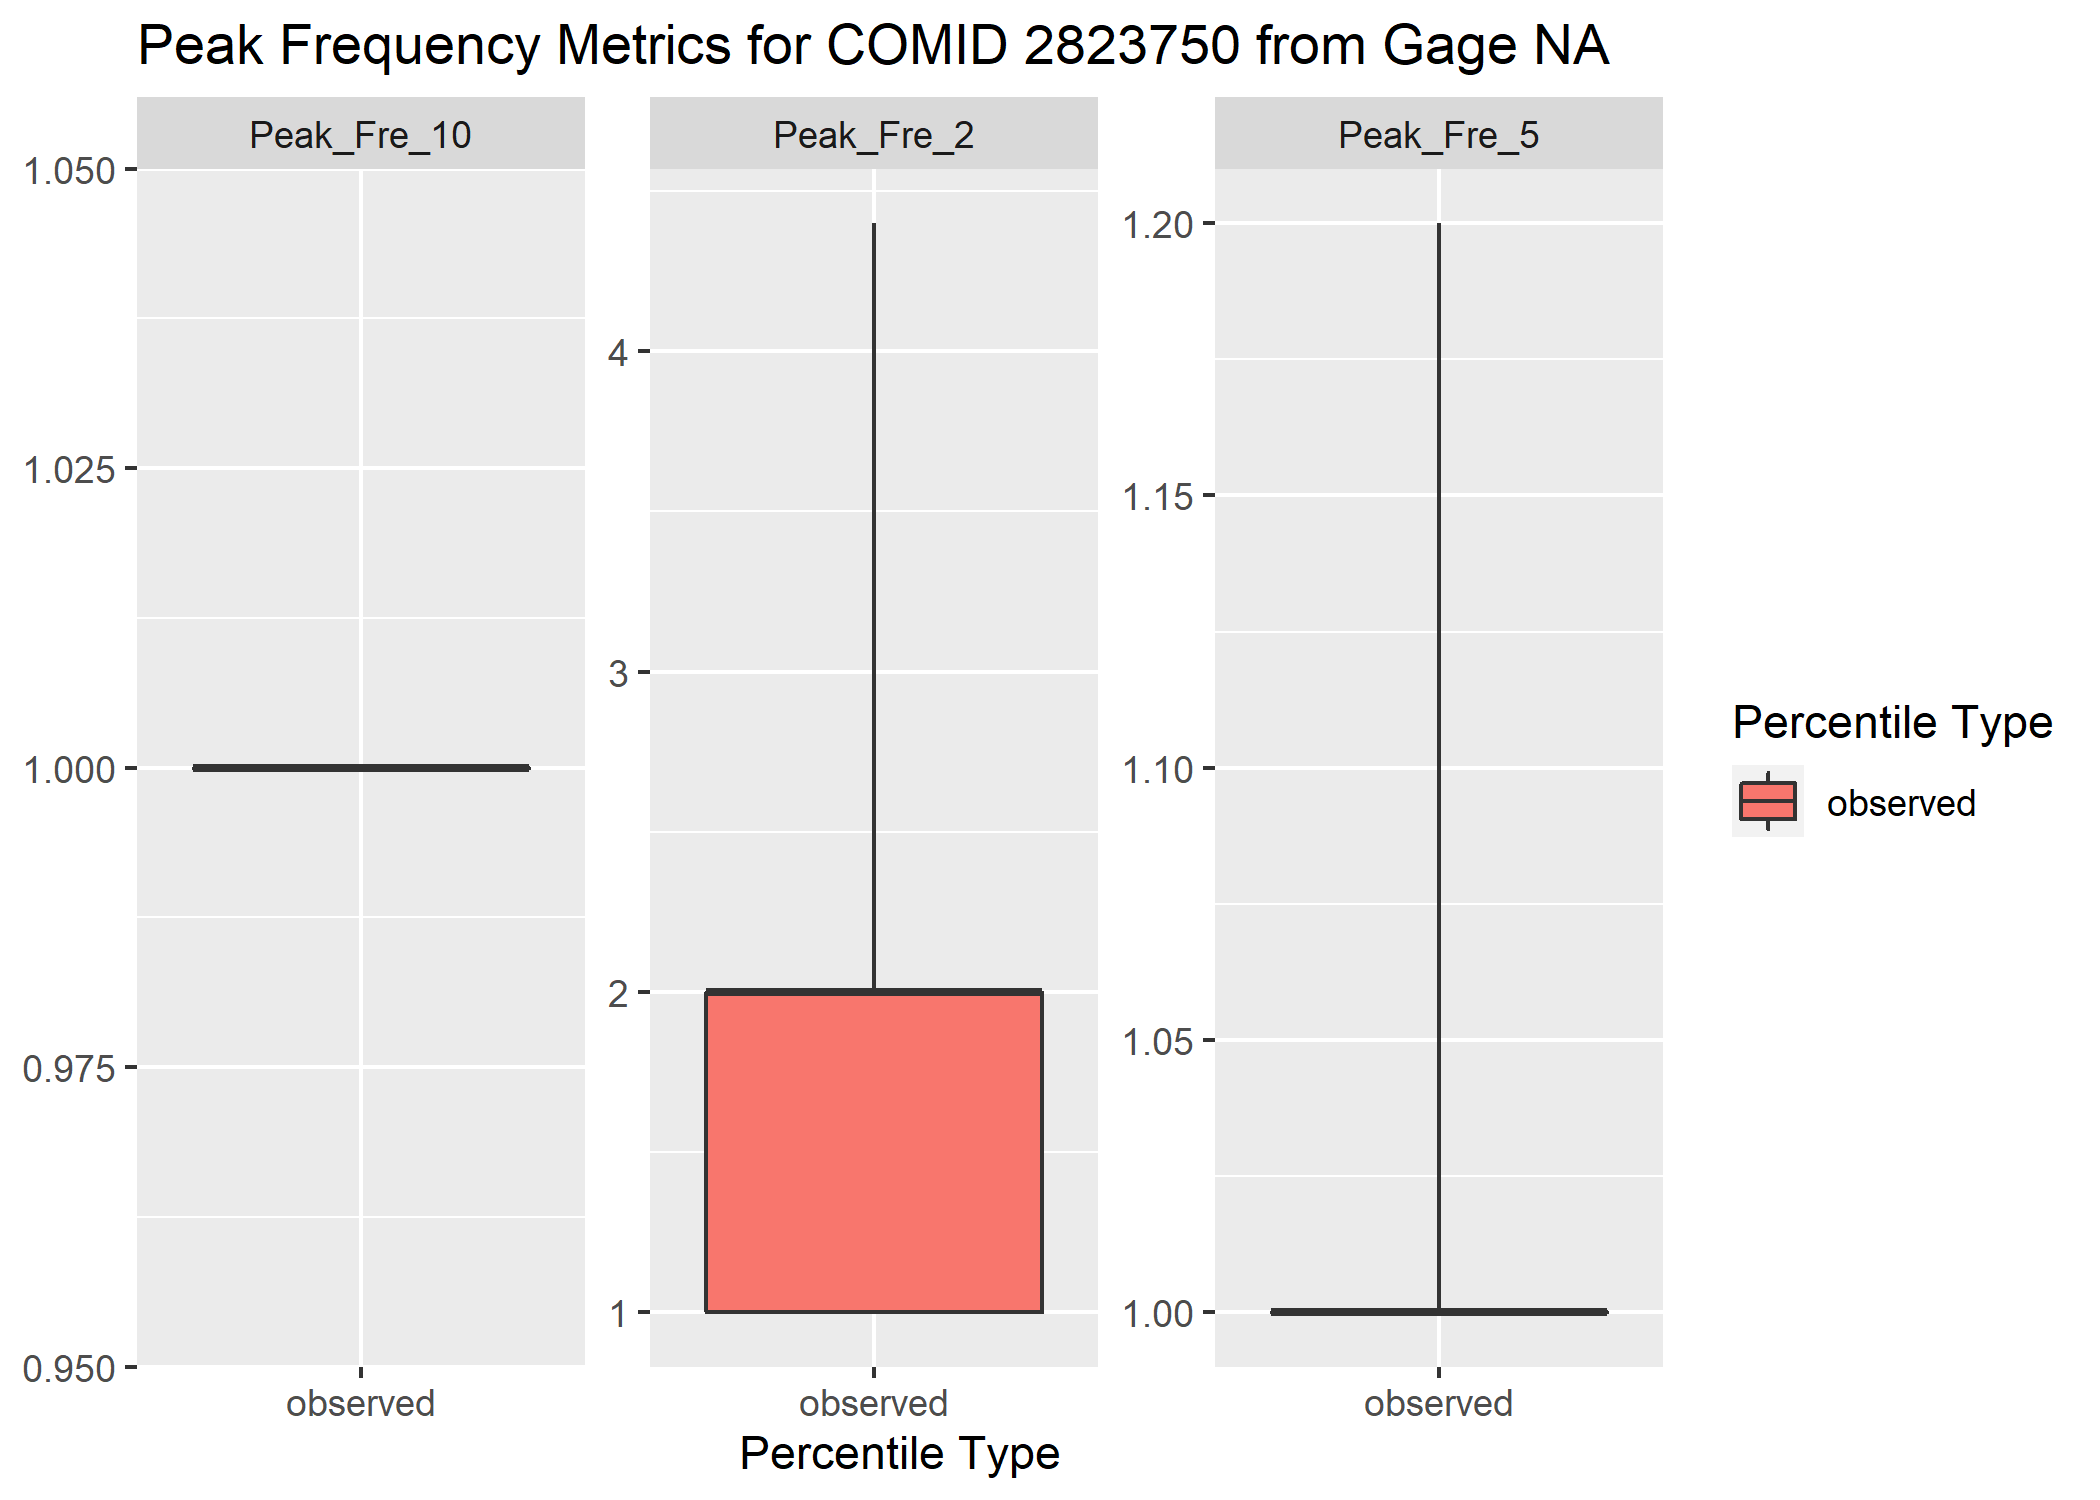 Peak Frequency Metrics for COMID 2823750 from Gage NA
Peak_Fre_10
1.050
1.025
1.000
0.975
0.950
observed
Peak_Fre_2
4
3
2
1
observed
Peak_Fre_5
1.20
1.15
1.10
1.05
1.00
observed
Percentile Type
Percentile Type
observed